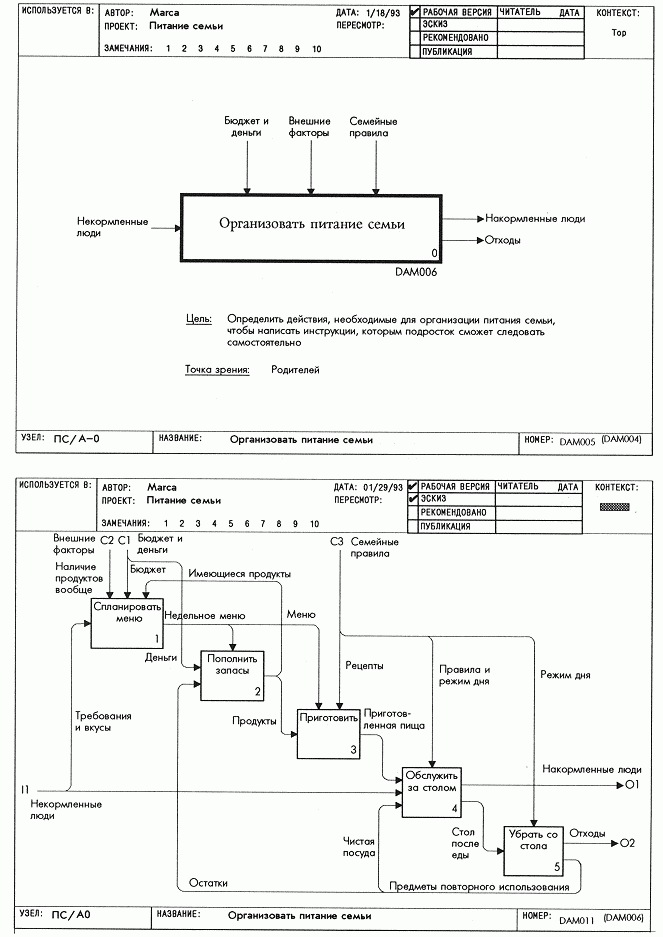 ИСПОЛЬЗУЕТСЯ В:
АВТОР: Marca
ДАТА: 1/18/93
ПРОЕКТ: Питание семьи
ПЕРЕСМОТР:
ЗАМЕЧАНИЯ: 1 2 3 4 5 6 7 8 9 10
РАБОЧАЯ ВЕРСИЯ
ЭСКИЗ
РЕКОМЕНДОВАНО
ПУБЛИКАЦИЯ
ЧИТАТЕЛЬ ДАТА
КОНТЕКСТ:
Top
Бюджет и
деньги
Внешние
факторы
Семейные
правила
Некормленные
люди
Организовать питание семьи
0
Накормленные люди
Отходы
DAM006
Цель: Определить действия, необходимые для организации питания семьи,
чтобы написать инструкции, которым подросток сможет следовать
самостоятельно
Точка зрения: Родителей
УЗЕЛ: ПС/А-0
НАЗВАНИЕ: Организовать питание семьи
НОМЕР: DAM005 (DAM004)
ИСПОЛЬЗУЕТСЯ В:
АВТОР: Marca
ДАТА: 01/29/93
ПРОЕКТ: Питание семьи
ПЕРЕСМОТР:
ЗАМЕЧАНИЯ: 1 2 3 4 5 6 7 8 9 10
РАБОЧАЯ ВЕРСИЯ
ЭСКИЗ
РЕКОМЕНДОВАНО
ПУБЛИКАЦИЯ
ЧИТАТЕЛЬ ДАТА
КОНТЕКСТ:
Внешние
факторы
C2 C1
Бюджет и
деньги
C3 Семейные
правила
Наличие
продуктов
вообще
Бюджет
Имеющиеся продукты
Спланировать
меню
1
Недельное меню
Меню
Деньги
Пополнить
запасы
2
Рецепты
Правила и
режим дня
Режим дня
Требования
и вкусы
Продукты
Приготовить
3
Приготов-
ленная пища
Обслужить
за столом
4
Накормленные люди
O1
I1
Некормленные
люди
Чистая
посуда
Стол
после
еды
Убрать со
стола
5
Отходы
O2
Остатки
Предметы повторного использования
УЗЕЛ: ПС/А0
НАЗВАНИЕ: Организовать питание семьи
НОМЕР: DAM011 (DAM006)